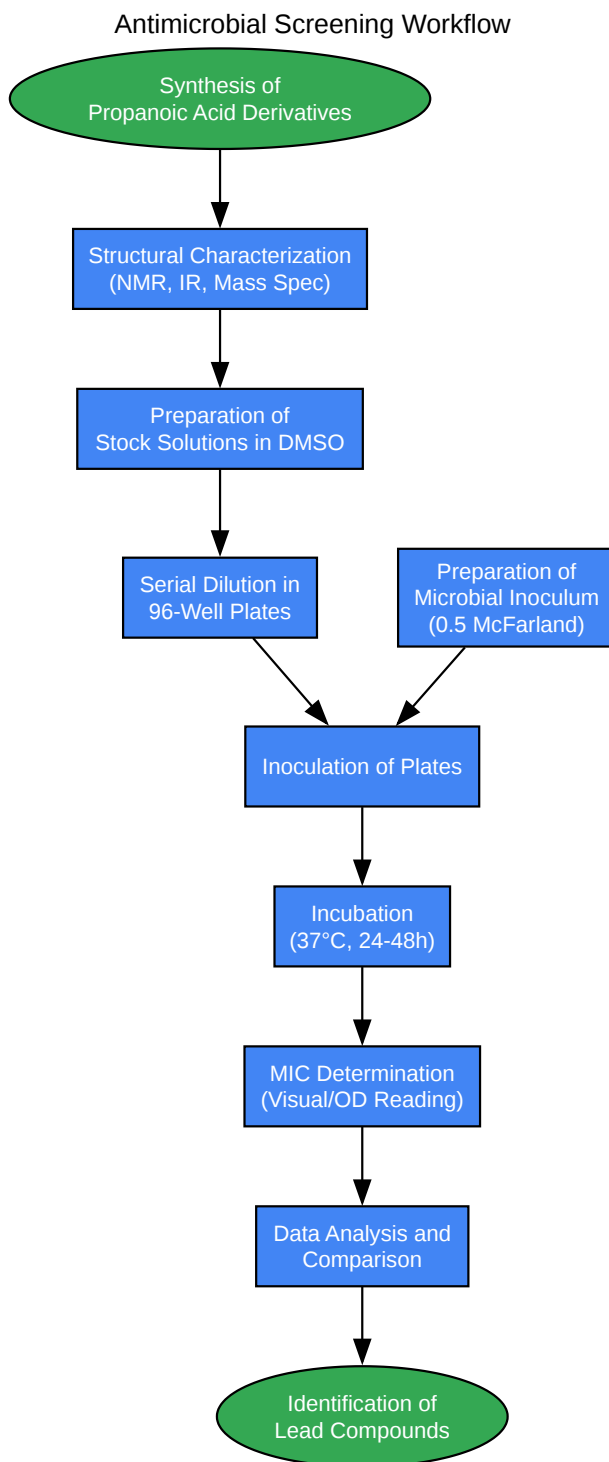 Antimicrobial Screening Workflow
Synthesis of
Propanoic Acid Derivatives
Structural Characterization
(NMR, IR, Mass Spec)
Preparation of
Stock Solutions in DMSO
Serial Dilution in
96-Well Plates
Preparation of
Microbial Inoculum
(0.5 McFarland)
Inoculation of Plates
Incubation
(37°C, 24-48h)
MIC Determination
(Visual/OD Reading)
Data Analysis and
Comparison
Identification of
Lead Compounds